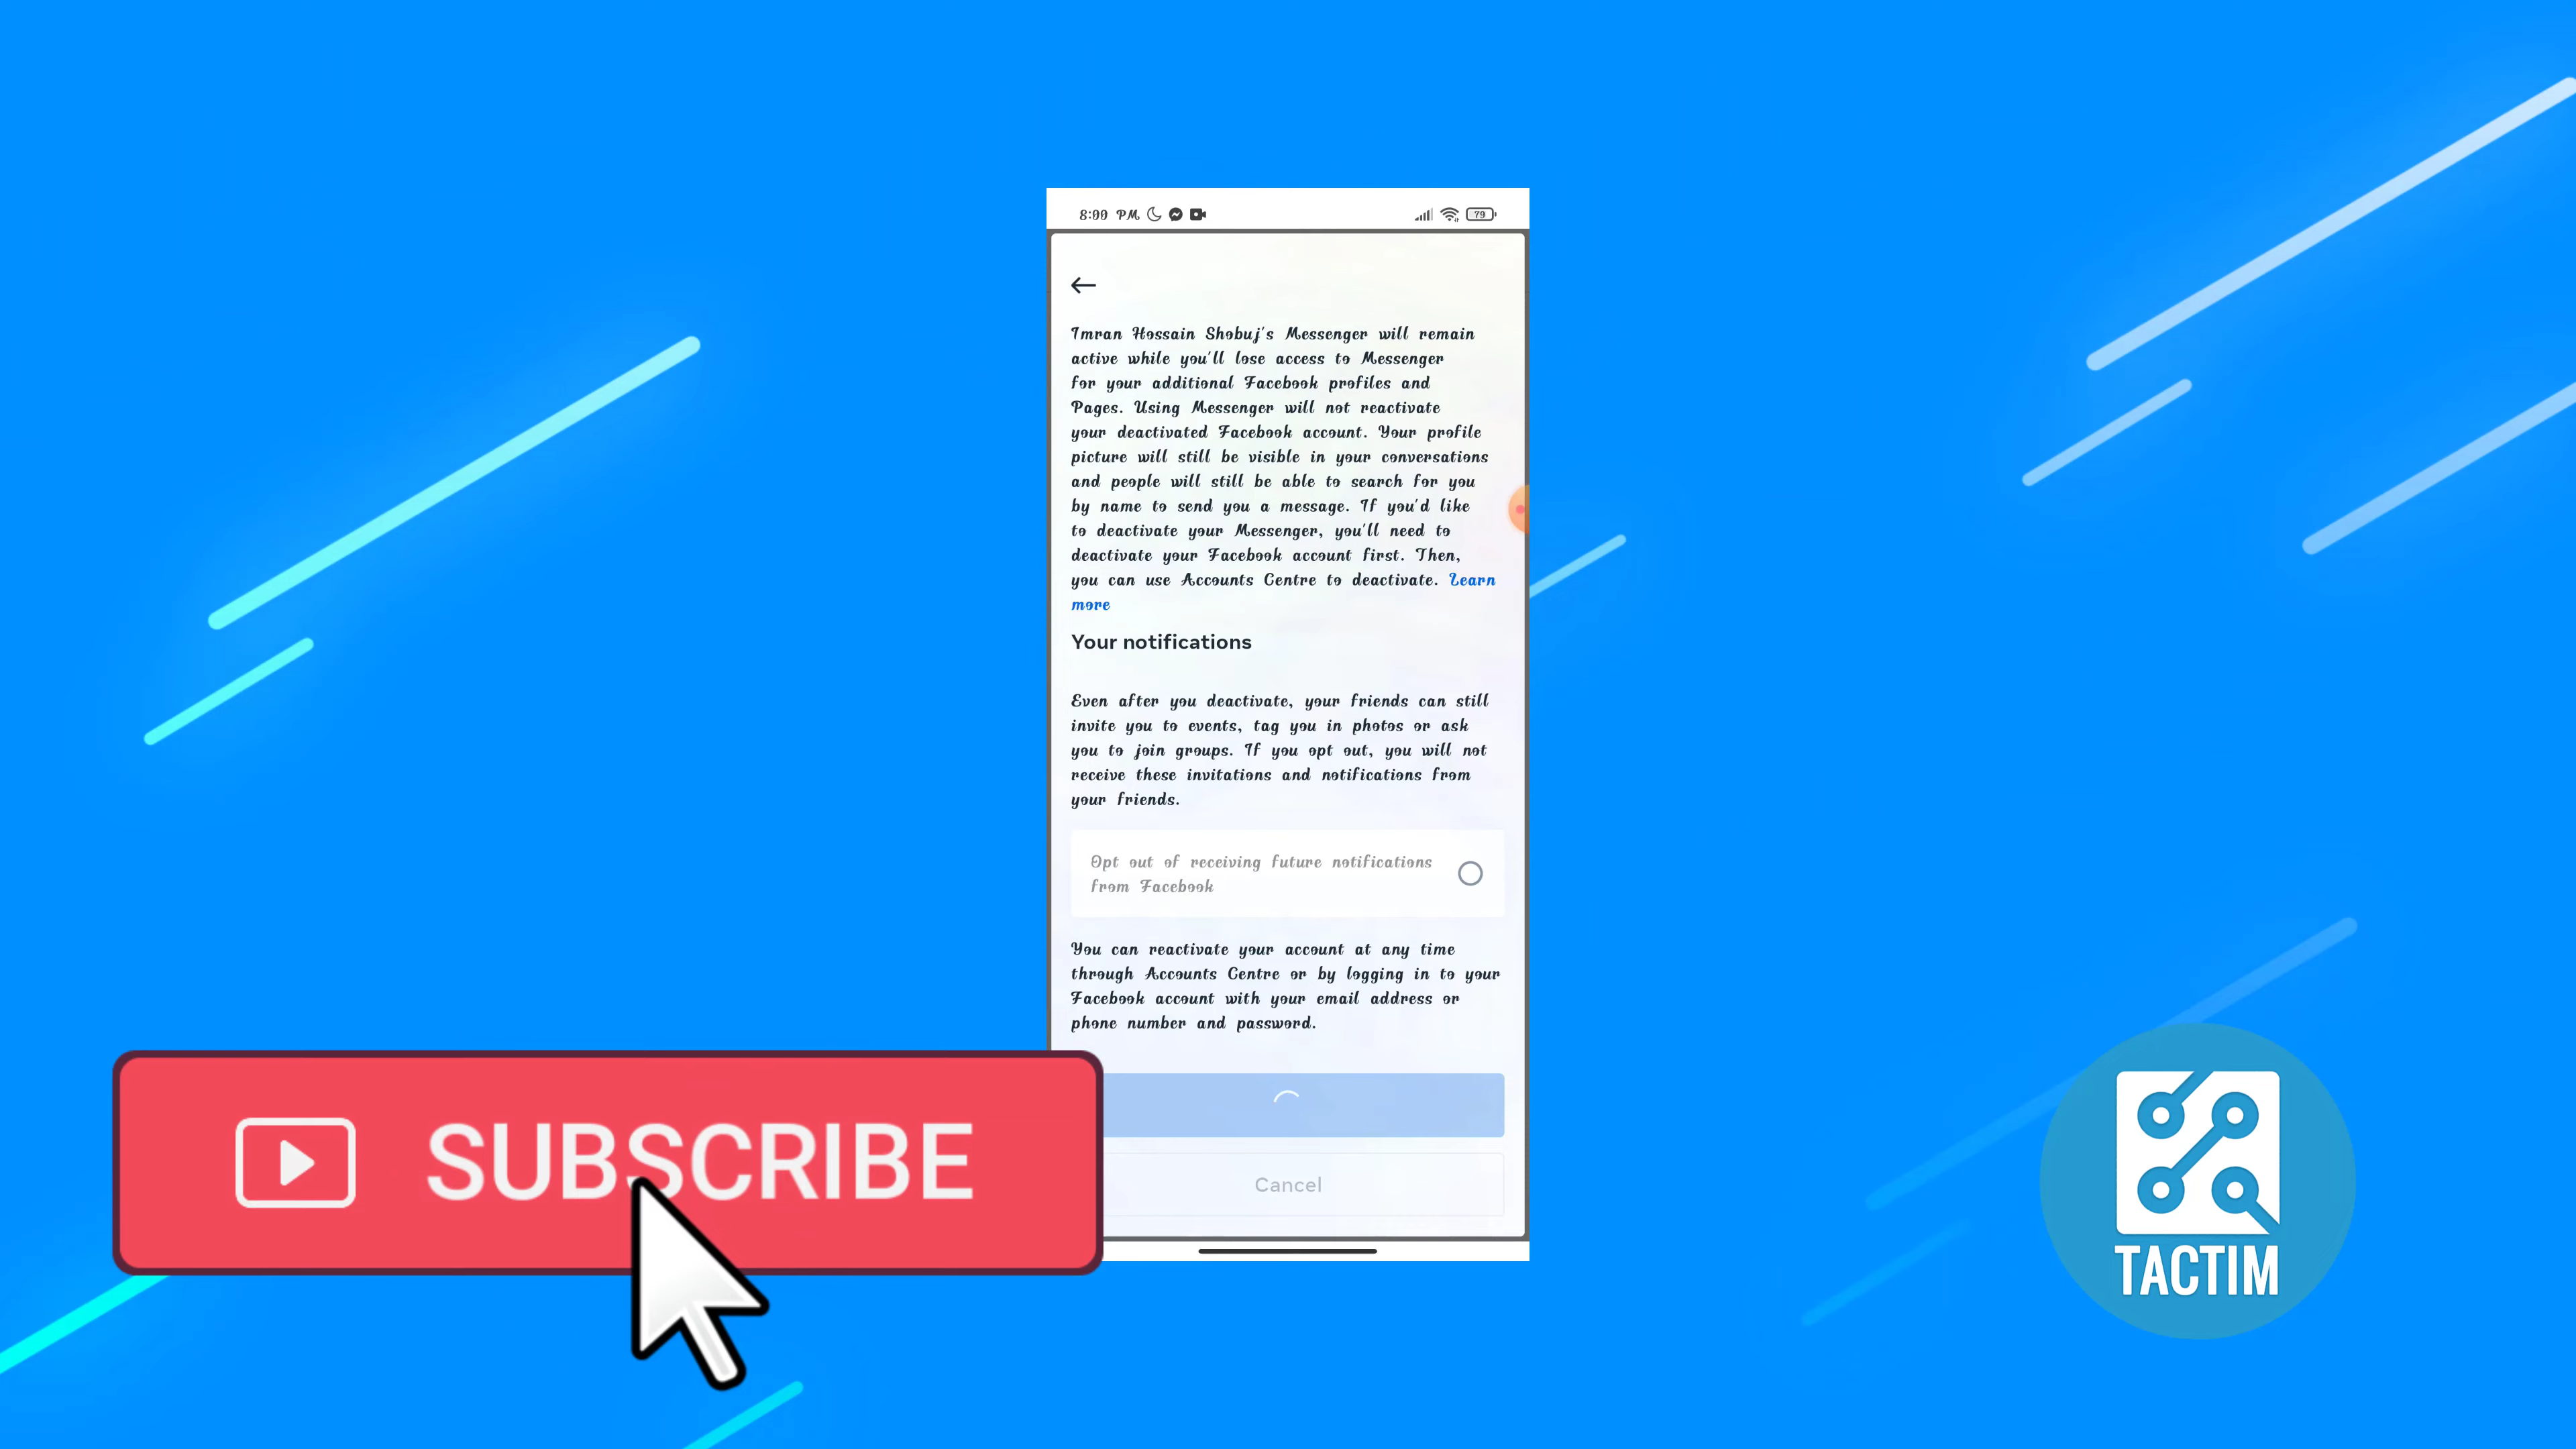 8:00 PM
79
Imran Hossain Shobuj's Messenger will remain
active while you'll lose access to Messenger
for your additional Facebook profiles and
Pages. Using Messenger will not reactivate
your deactivated Facebook account. Your profile
picture will still be visible in your conversations
and people will still be able to search for you
by name to send you a message. If you'd like
to deactivate your Messenger, you'll need to
deactivate your Facebook account first. Then,
you can use Accounts Centre to deactivate. Learn
more
Your notifications
Even after you deactivate, your friends can still
invite you to events, tag you in photos or ask
you to join groups. If you opt out, you will not
receive these invitations and notifications from
your friends.
Opt out of receiving future notifications
from Facebook
You can reactivate your account at any time
through Accounts Centre or by logging in to your
Facebook account with your email address or
phone number and password.
Cancel
SUBSCRIBE
TACTIM